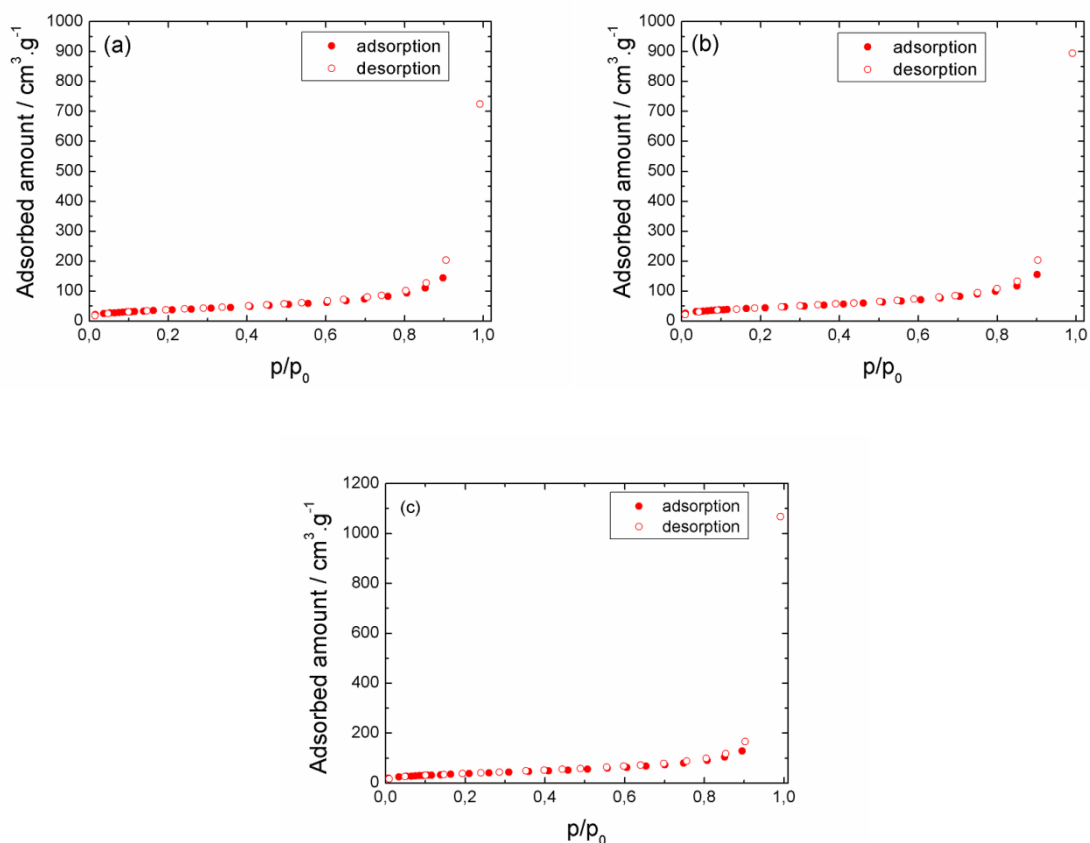 (a)
adsorption
desorption
Adsorbed amount / cm³.g⁻¹
1000
900
800
700
600
500
400
300
200
100
0
0,0 0,2 0,4 0,6 0,8 1,0
p/p₀
(b)
adsorption
desorption
Adsorbed amount / cm³.g⁻¹
1000
900
800
700
600
500
400
300
200
100
0
0,0 0,2 0,4 0,6 0,8 1,0
p/p₀
(c)
adsorption
desorption
Adsorbed amount / cm³.g⁻¹
1200
1000
800
600
400
200
0
0,0 0,2 0,4 0,6 0,8 1,0
p/p₀